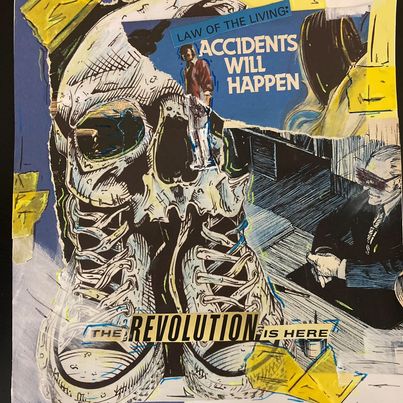 LAW OF THE LIVING:
ACCIDENTS
WILL
HAPPEN
THE REVOLUTION IS HERE